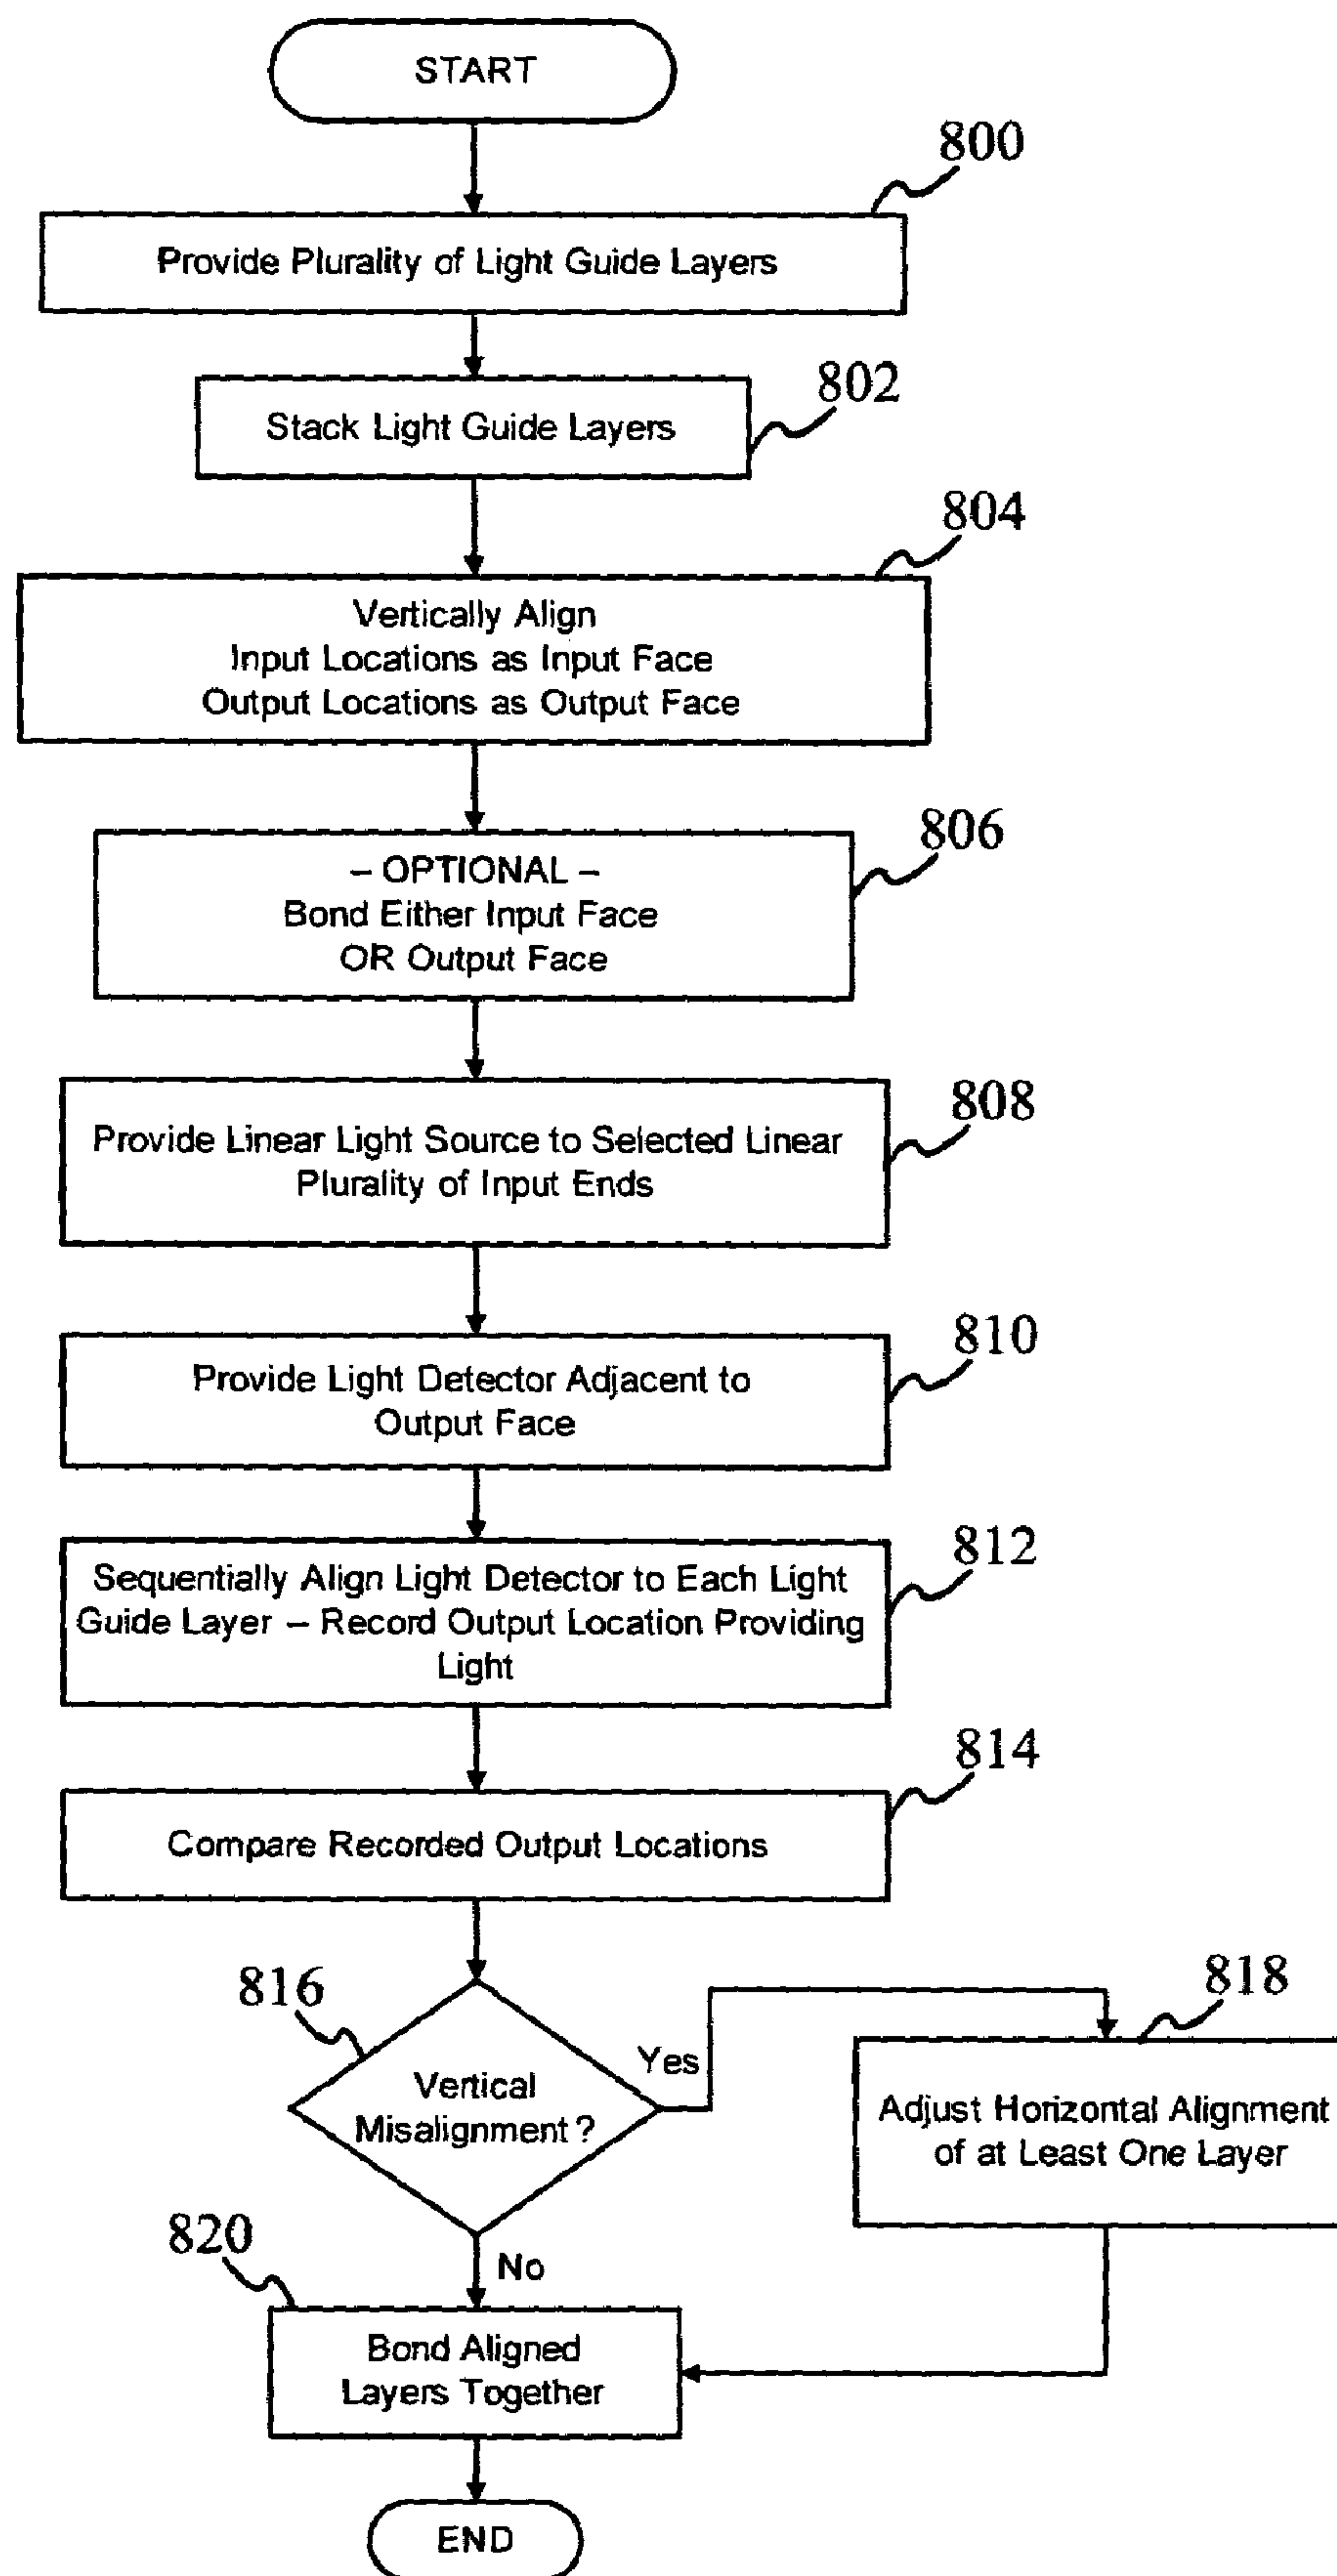 START
800
Provide Plurality of Light Guide Layers
802
Stack Light Guide Layers
804
Vertically Align
Input Locations as Input Face
Output Locations as Output Face
806
– OPTIONAL –
Bond Either Input Face
OR Output Face
808
Provide Linear Light Source to Selected Linear
Plurality of Input Ends
810
Provide Light Detector Adjacent to
Output Face
812
Sequentially Align Light Detector to Each Light
Guide Layer – Record Output Location Providing
Light
814
Compare Recorded Output Locations
816
Vertical
Misalignment?
Yes
818
Adjust Horizontal Alignment
of at Least One Layer
No
820
Bond Aligned
Layers Together
END